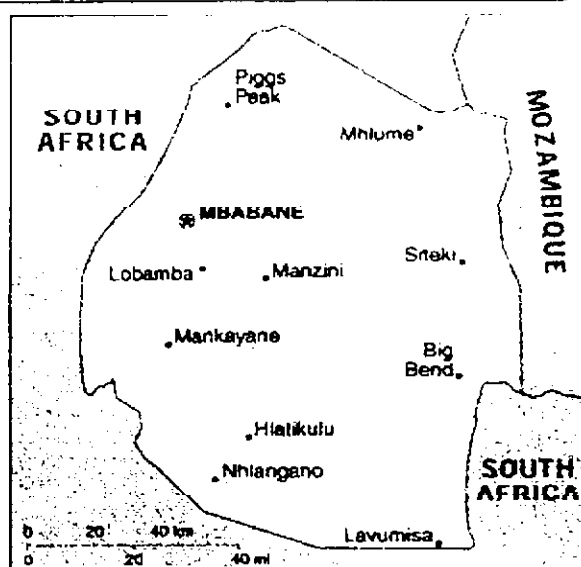 Piggs
Peak
SOUTH
AFRICA
Mhlume
MOZAMBIQUE
MBABANE
Siteki
Lobamba
Manzini
Mankayane
Big
Bend
Hlatikulu
Nhlangano
SOUTH
AFRICA
0 20 40 km
0 20 40 mi
Lavumisa